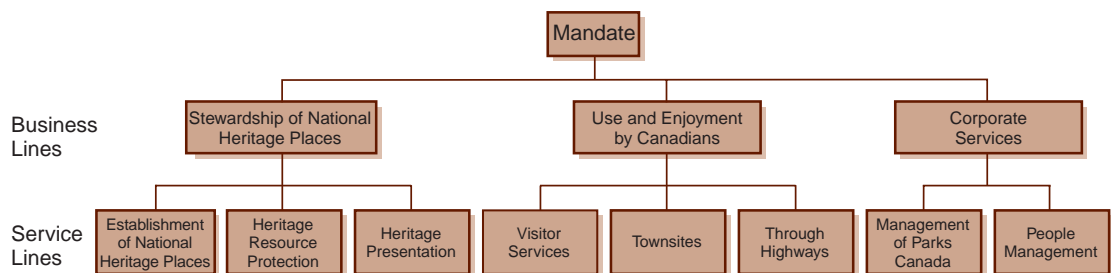 Mandate
Business
Lines
Stewardship of National
Heritage Places
Use and Enjoyment
by Canadians
Corporate
Services
Service
Lines
Establishment
of National
Heritage Places
Heritage
Resource
Protection
Heritage
Presentation
Visitor
Services
Townsites
Through
Highways
Management
of Parks
Canada
People
Management